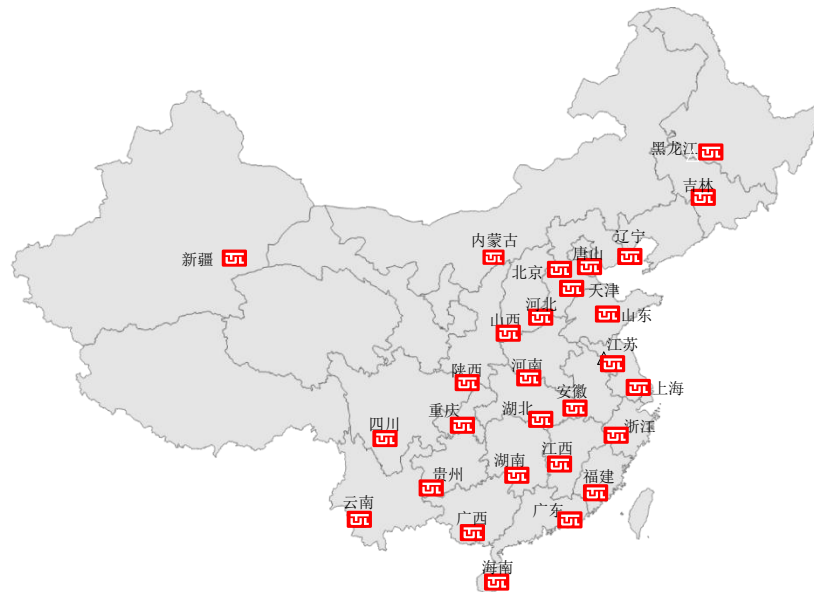 黑龙江
吉林
辽宁
内蒙古
新疆
唐山
北京
天津
河北
山东
山西
江苏
河南
陕西
上海
安徽
重庆
湖北
四川
浙江
江西
湖南
贵州
福建
云南
广东
广西
海南